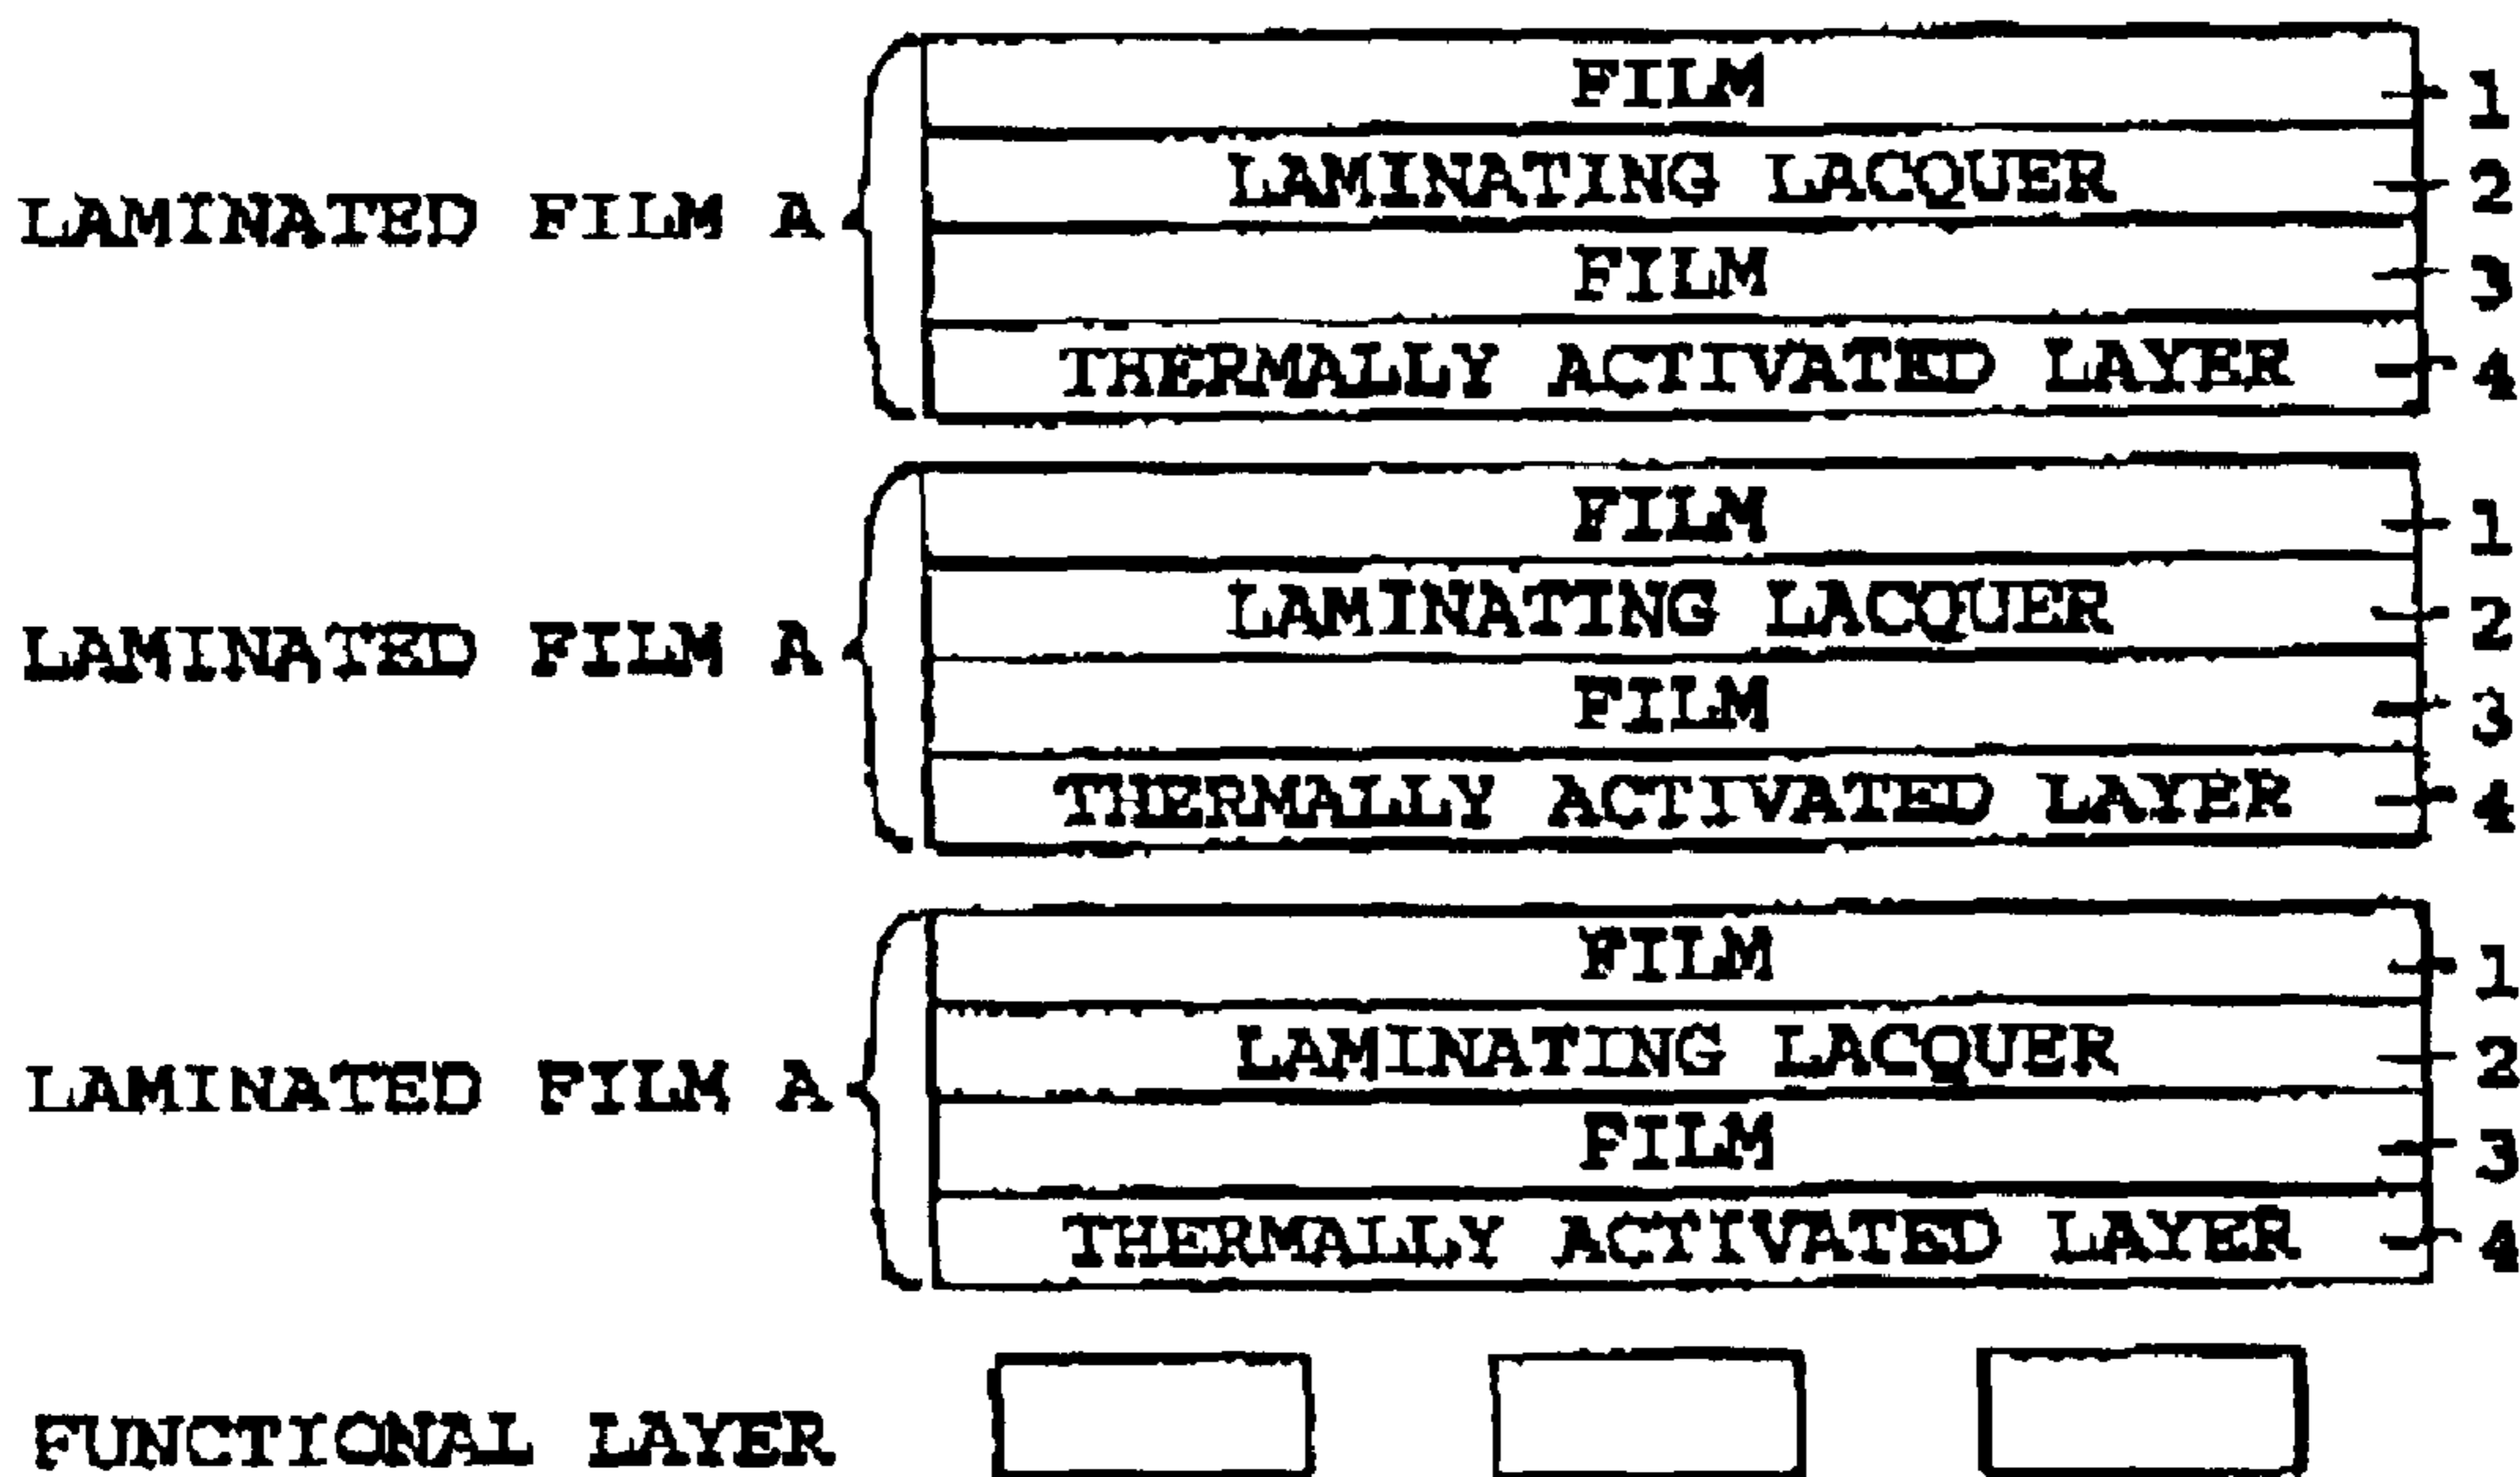 FILM 1
LAMINATING LACQUER 2
LAMINATED FILM A
FILM 3
THERMALLY ACTIVATED LAYER 4
FILM 1
LAMINATING LACQUER 2
LAMINATED FILM A
FILM 3
THERMALLY ACTIVATED LAYER 4
FILM 1
LAMINATING LACQUER 2
LAMINATED FILM A
FILM 3
THERMALLY ACTIVATED LAYER 4
FUNCTIONAL LAYER